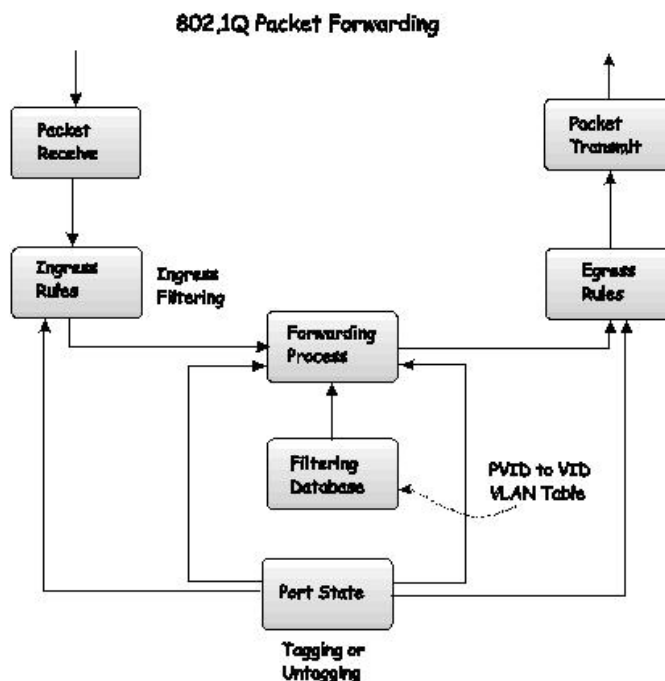 802,1Q Packet Forwarding
Packet
Receive
Packet
Transmit
Ingress
Rules
Ingress
Filtering
Egress
Rules
Forwarding
Process
Filtering
Database
PVID to VID
VLAN Table
Port State
Tagging or
Untagging